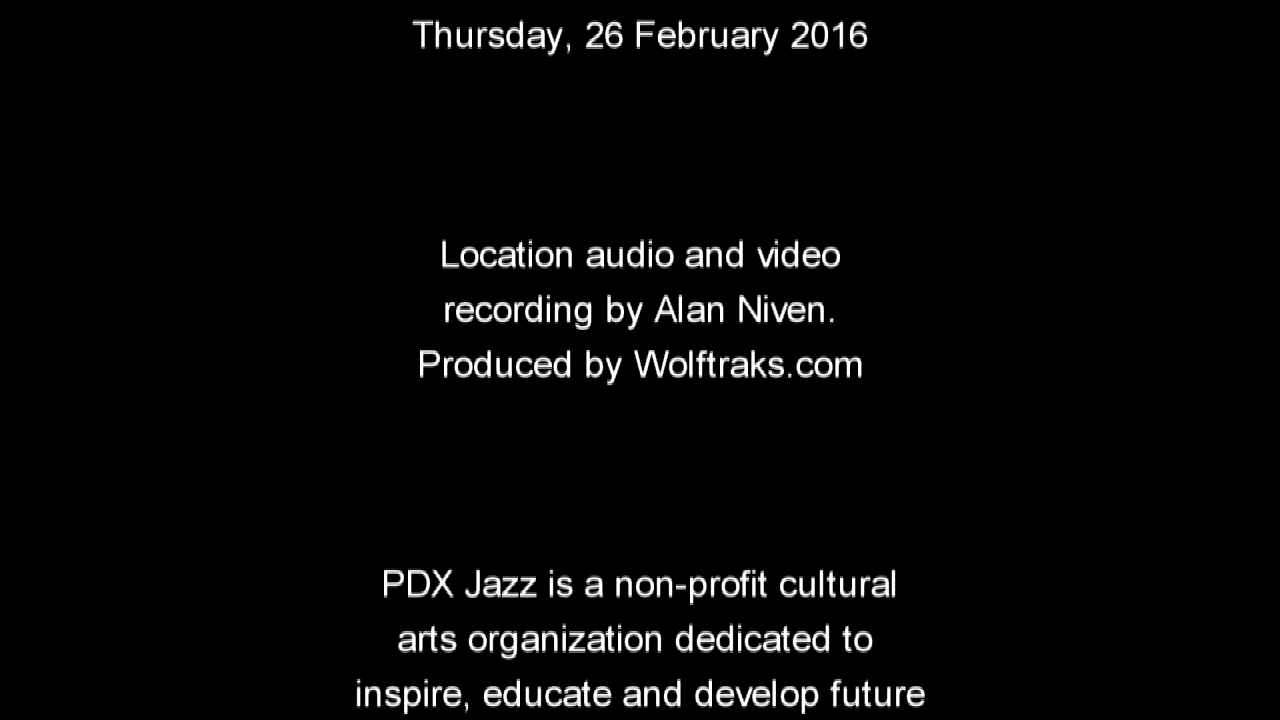 Thursday, 26 February 2016
Location audio and video
recording by Alan Niven.
Produced by Wolftraks.com
PDX Jazz is a non-profit cultural
arts organization dedicated to
inspire, educate and develop future